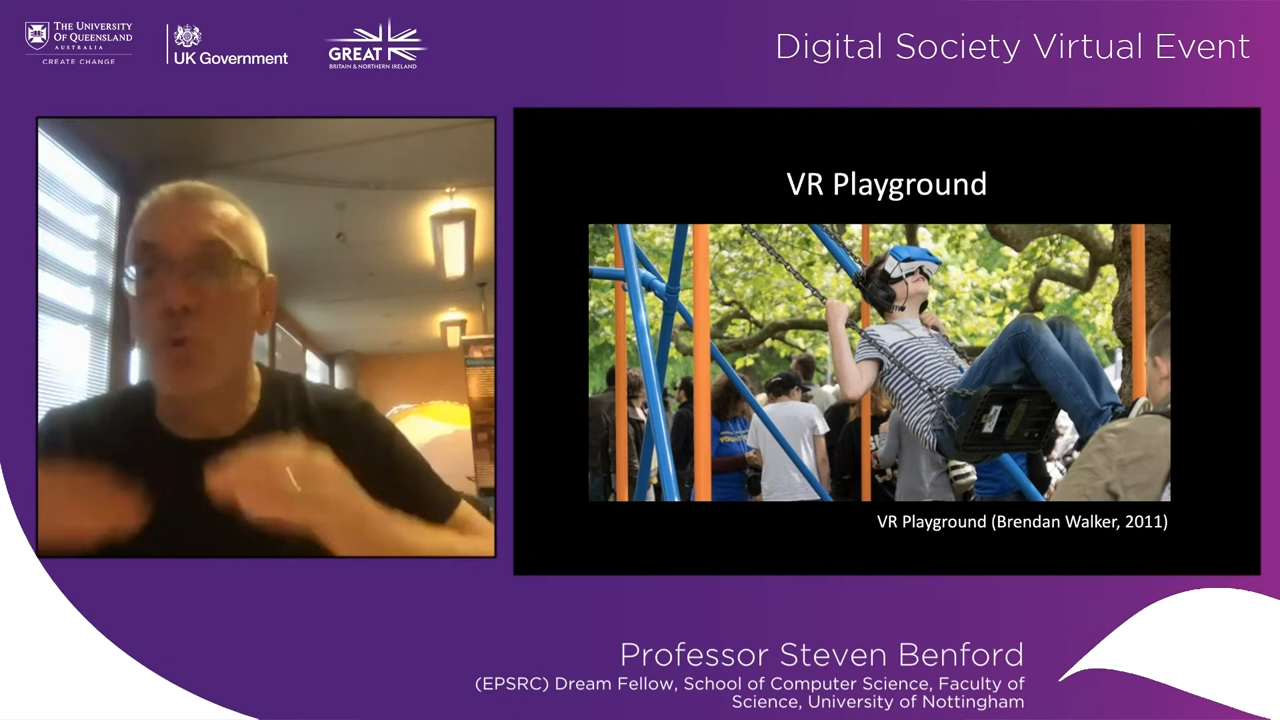 THE UNIVERSITY
OF QUEENSLAND
AUSTRALIA
CREATE CHANGE
UK Government
GREAT
BRITAIN & NORTHERN IRELAND
Digital Society Virtual Event
VR Playground
VR Playground (Brendan Walker, 2011)
Professor Steven Benford
(EPSRC) Dream Fellow, School of Computer Science, Faculty of
Science, University of Nottingham